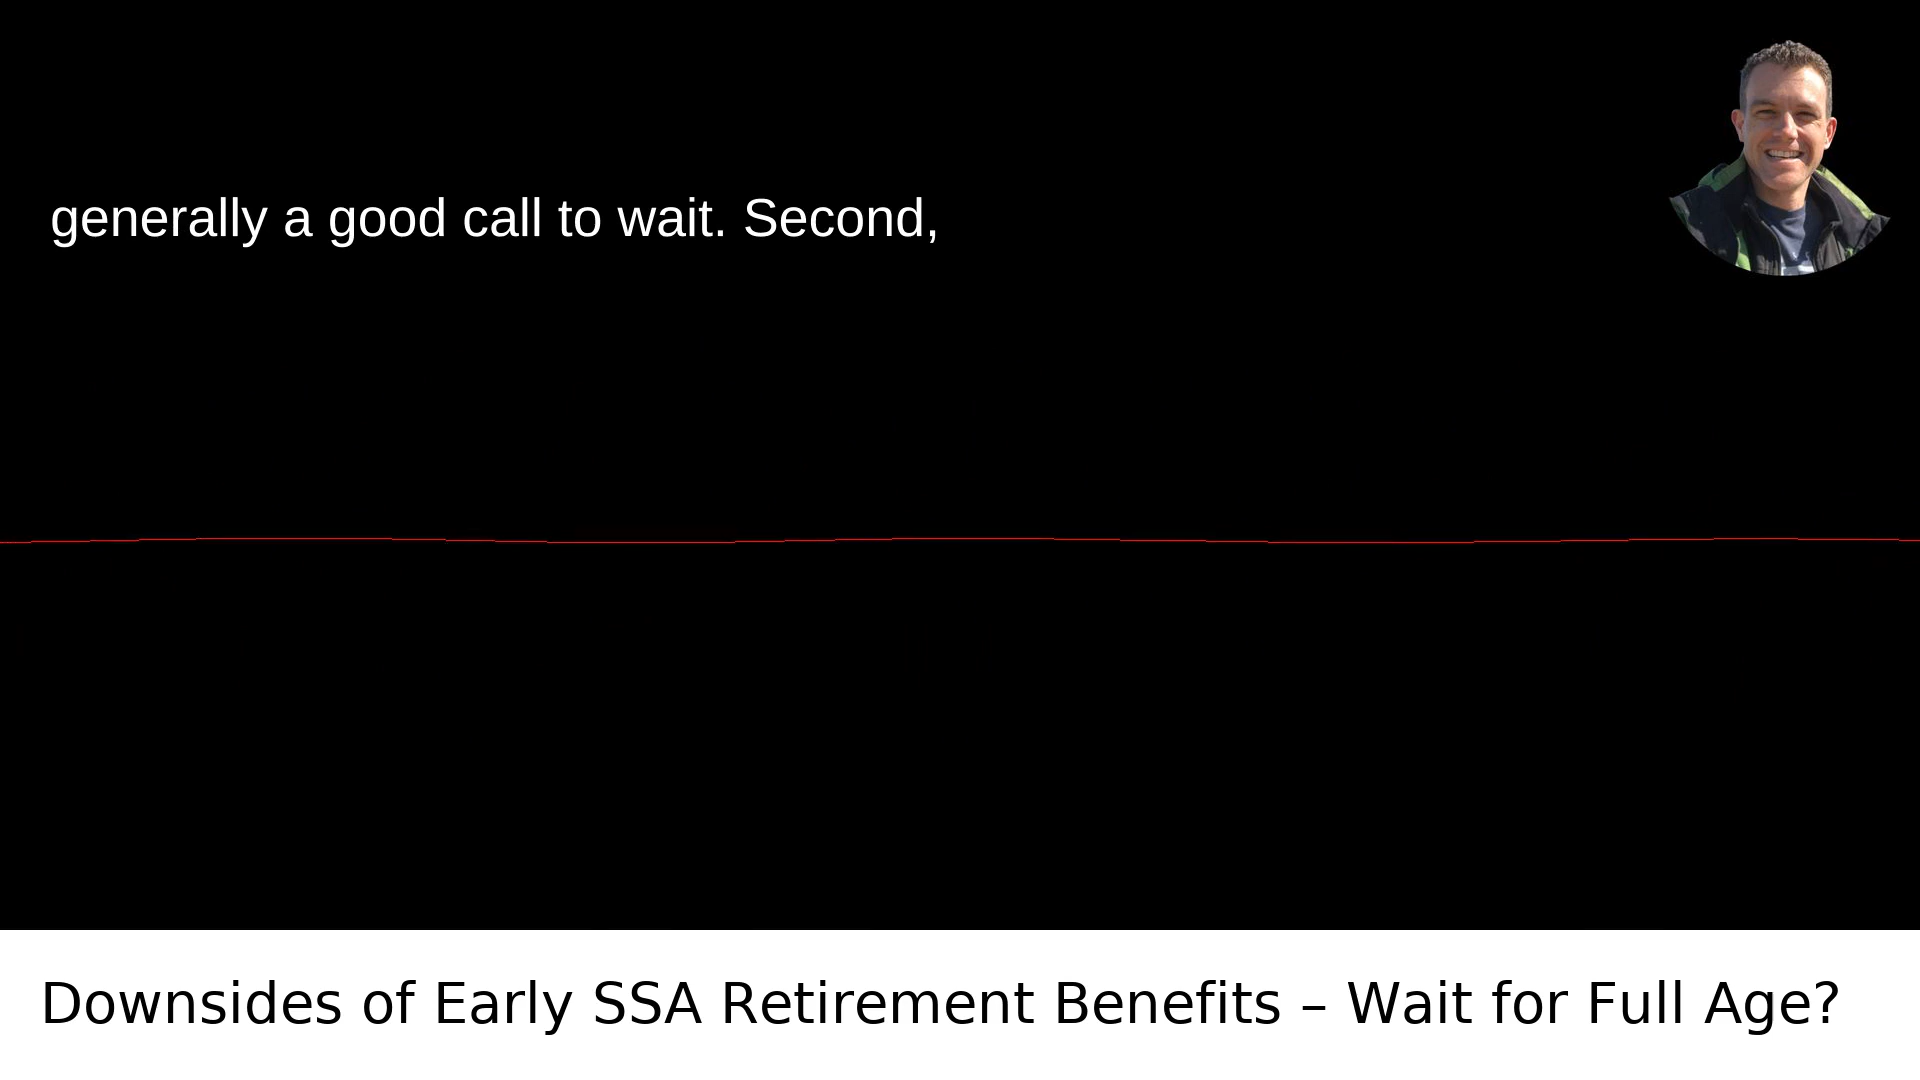 generally a good call to wait. Second,
Downsides of Early SSA Retirement Benefits – Wait for Full Age?